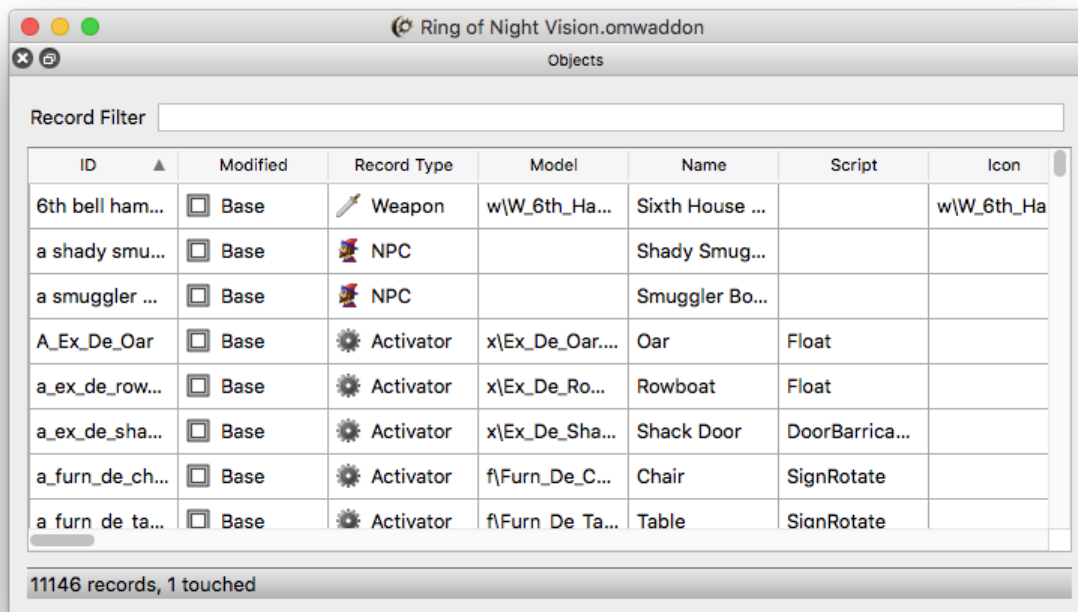 Ring of Night Vision.omwaddon
Objects
Record Filter
ID Modified Record Type Model Name Script Icon
6th bell ham... Base Weapon w\W_6th_Ha... Sixth House ... w\W_6th_Ha
a shady smu... Base NPC Shady Smug...
a smuggler ... Base NPC Smuggler Bo...
A_Ex_De_Oar Base Activator x\Ex_De_Oar.... Oar Float
a_ex_de_row... Base Activator x\Ex_De_Ro... Rowboat Float
a_ex_de_sha... Base Activator x\Ex_De_Sha... Shack Door DoorBarrica...
a_furn_de_ch... Base Activator f\Furn_De_C... Chair SignRotate
a_furn_de_ta... Base Activator f\Furn_De_Ta... Table SignRotate
11146 records, 1 touched